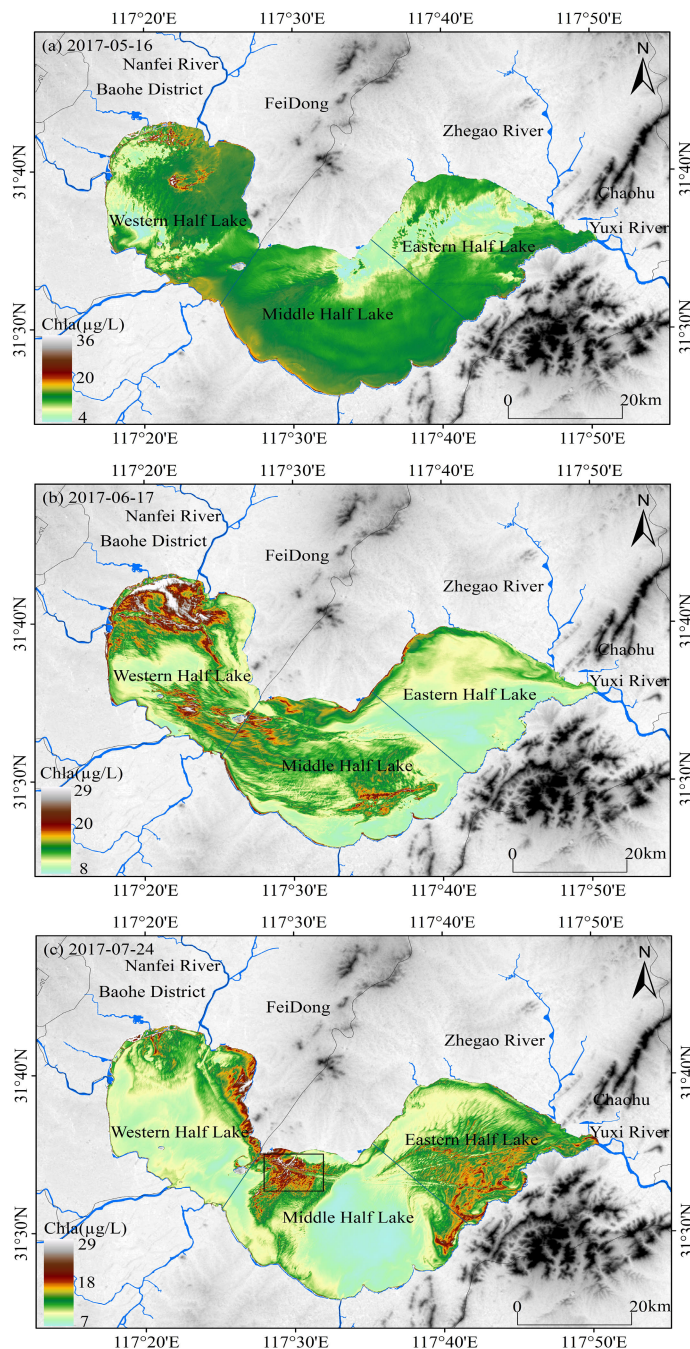 117°20'E 117°30'E 117°40'E 117°50'E
(a) 2017-05-16
N
Nanfei River
Baohe District
FeiDong
Zhegao River
31°40'N
31°40'N
Chaohu
Western Half Lake
Eastern Half Lake
Yuxi River
Middle Half Lake
31°30'N
31°30'N
Chla(µg/L)
36
20
4
0 20km
117°20'E 117°30'E 117°40'E 117°50'E
117°20'E 117°30'E 117°40'E 117°50'E
(b) 2017-06-17
N
Nanfei River
Baohe District
FeiDong
Zhegao River
31°40'N
31°40'N
Chaohu
Western Half Lake
Eastern Half Lake
Yuxi River
Middle Half Lake
31°30'N
31°30'N
Chla(µg/L)
29
20
8
0 20km
117°20'E 117°30'E 117°40'E 117°50'E
117°20'E 117°30'E 117°40'E 117°50'E
(c) 2017-07-24
N
Nanfei River
Baohe District
FeiDong
Zhegao River
31°40'N
31°40'N
Chaohu
Western Half Lake
Eastern Half Lake
Yuxi River
Middle Half Lake
31°30'N
31°30'N
Chla(µg/L)
29
18
7
0 20km
117°20'E 117°30'E 117°40'E 117°50'E